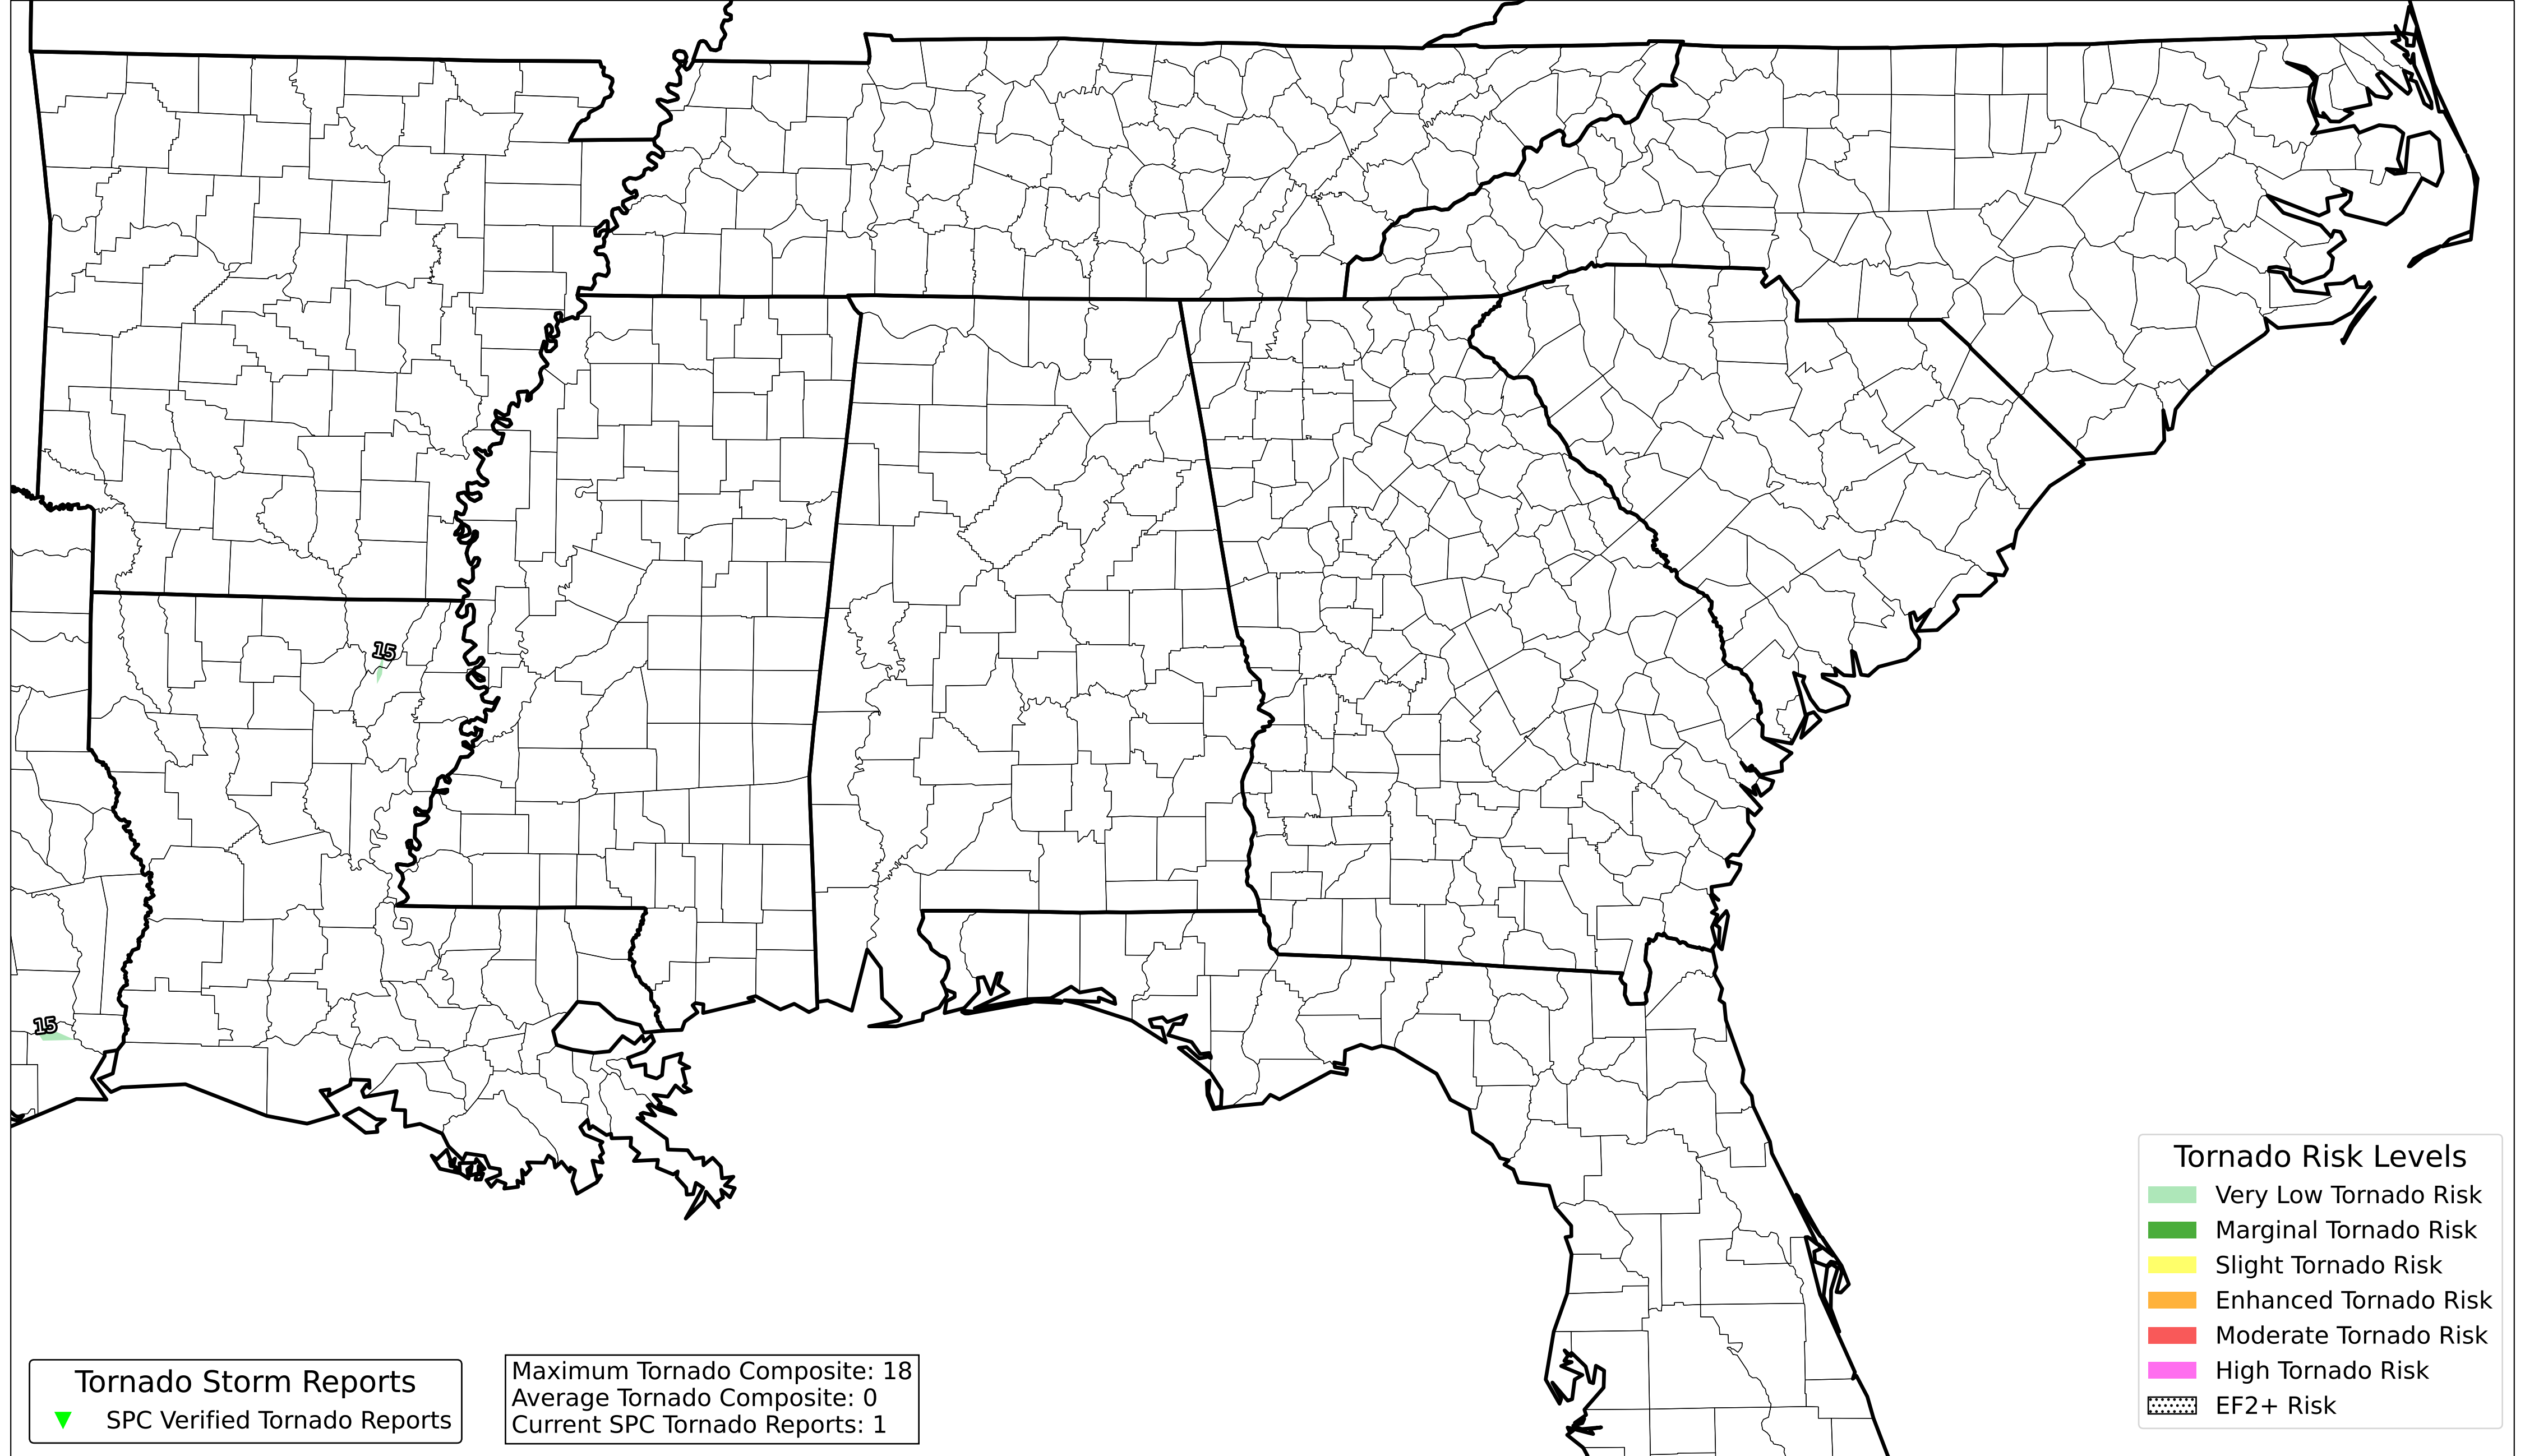 15
15
Tornado Risk Levels
Very Low Tornado Risk
Marginal Tornado Risk
Slight Tornado Risk
Enhanced Tornado Risk
Moderate Tornado Risk
High Tornado Risk
EF2+ Risk
Tornado Storm Reports
SPC Verified Tornado Reports
Maximum Tornado Composite: 18
Average Tornado Composite: 0
Current SPC Tornado Reports: 1